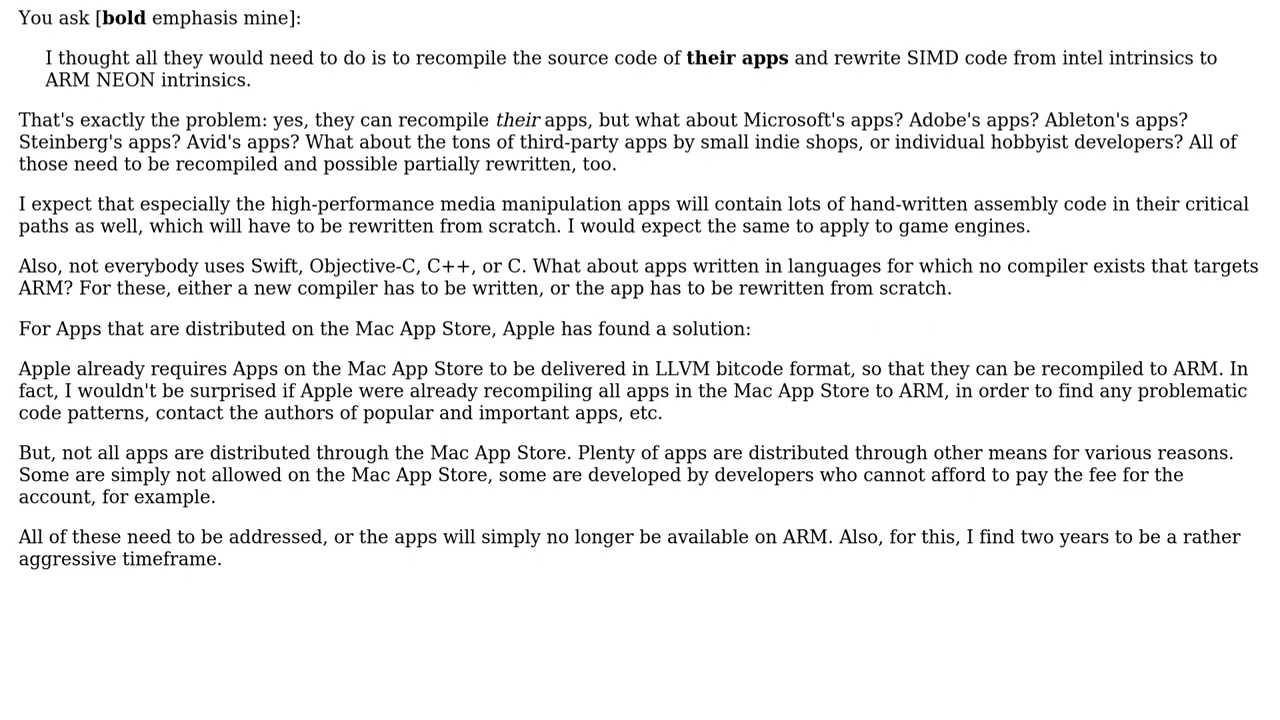 You ask [bold emphasis mine]:
I thought all they would need to do is to recompile the source code of their apps and rewrite SIMD code from intel intrinsics to
ARM NEON intrinsics.
That's exactly the problem: yes, they can recompile their apps, but what about Microsoft's apps? Adobe's apps? Ableton's apps?
Steinberg's apps? Avid's apps? What about the tons of third-party apps by small indie shops, or individual hobbyist developers? All of
those need to be recompiled and possible partially rewritten, too.
I expect that especially the high-performance media manipulation apps will contain lots of hand-written assembly code in their critical
paths as well, which will have to be rewritten from scratch. I would expect the same to apply to game engines.
Also, not everybody uses Swift, Objective-C, C++, or C. What about apps written in languages for which no compiler exists that targets
ARM? For these, either a new compiler has to be written, or the app has to be rewritten from scratch.
For Apps that are distributed on the Mac App Store, Apple has found a solution:
Apple already requires Apps on the Mac App Store to be delivered in LLVM bitcode format, so that they can be recompiled to ARM. In
fact, I wouldn't be surprised if Apple were already recompiling all apps in the Mac App Store to ARM, in order to find any problematic
code patterns, contact the authors of popular and important apps, etc.
But, not all apps are distributed through the Mac App Store. Plenty of apps are distributed through other means for various reasons.
Some are simply not allowed on the Mac App Store, some are developed by developers who cannot afford to pay the fee for the
account, for example.
All of these need to be addressed, or the apps will simply no longer be available on ARM. Also, for this, I find two years to be a rather
aggressive timeframe.